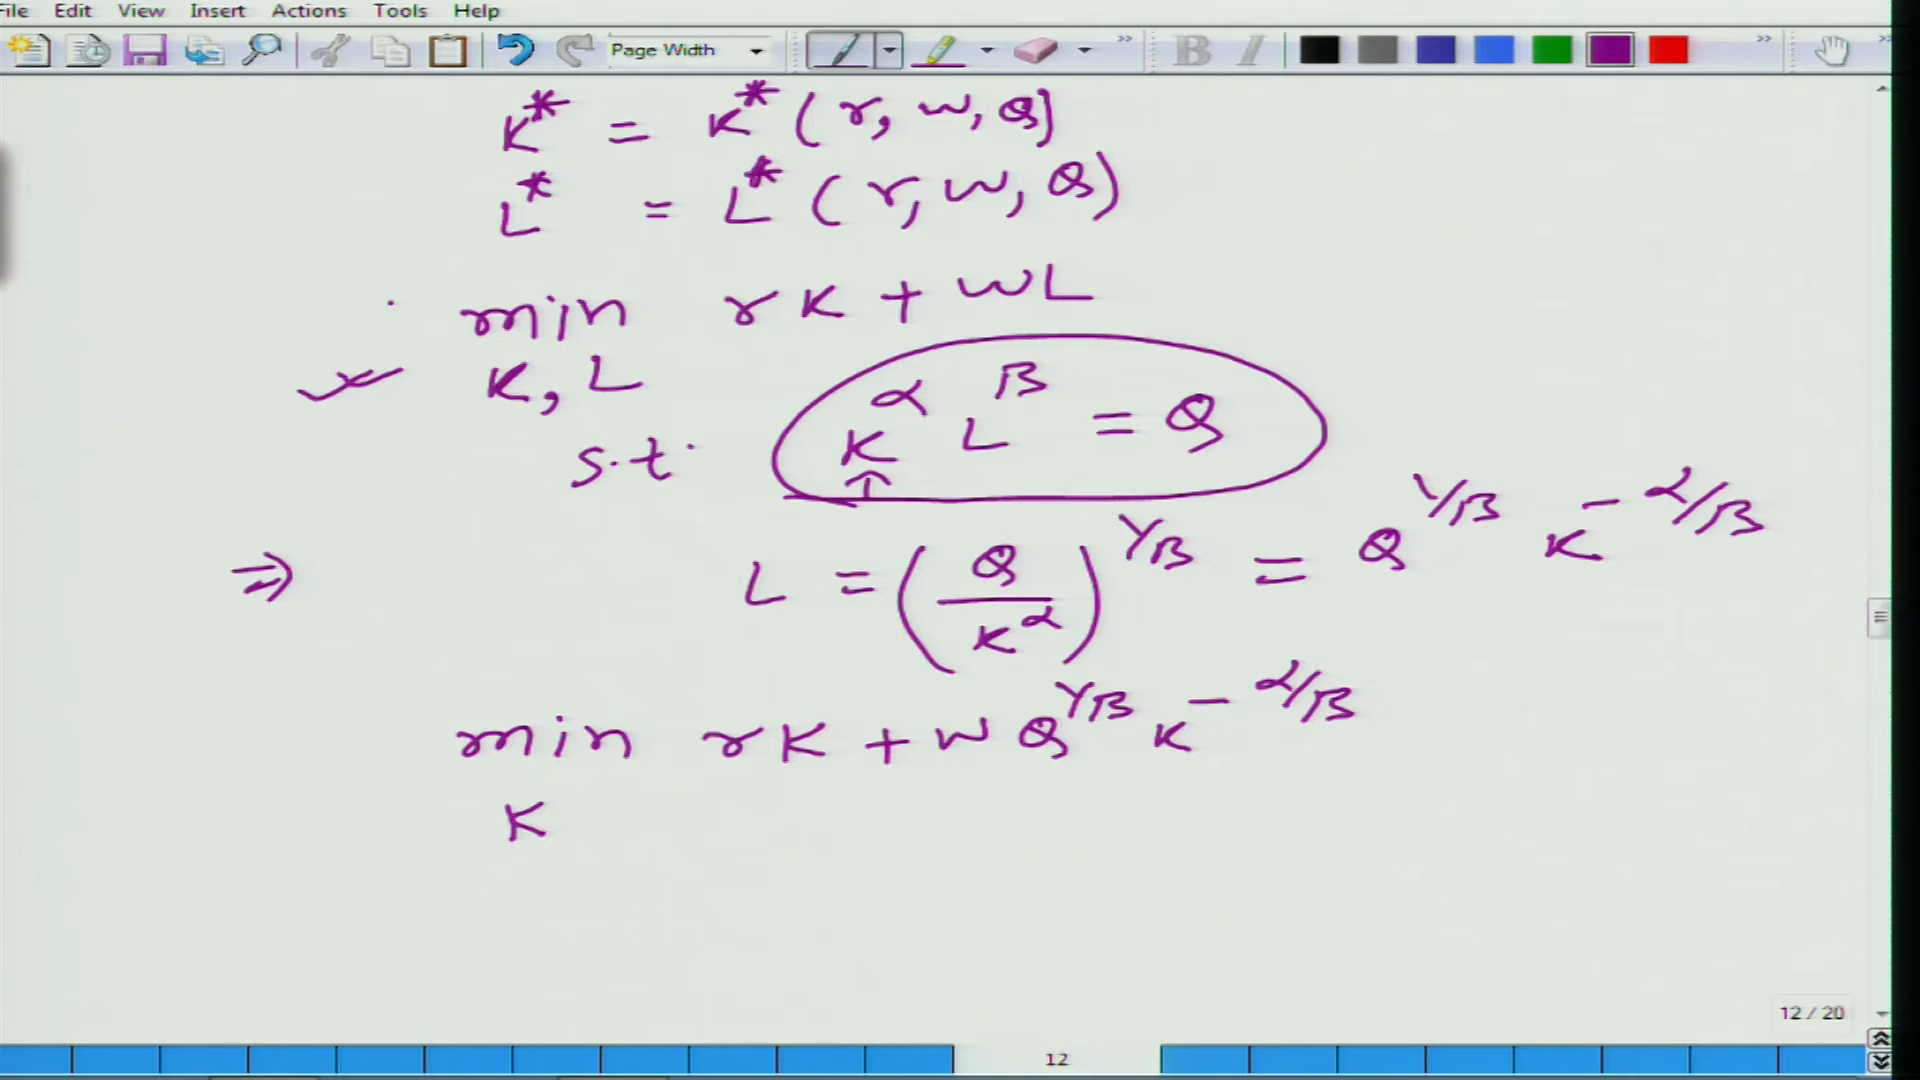 File Edit View Insert Actions Tools Help
Page Width
B I
K* = K* (r, w, Q)
L* = L* (r, w, Q)
min rK + wL
K, L
s.t. K^α L^β = Q
⇒ L = (Q / K^α)^1/β = Q^1/β K^-α/β
min rK + w Q^1/β K^-α/β
K
12 / 20
12